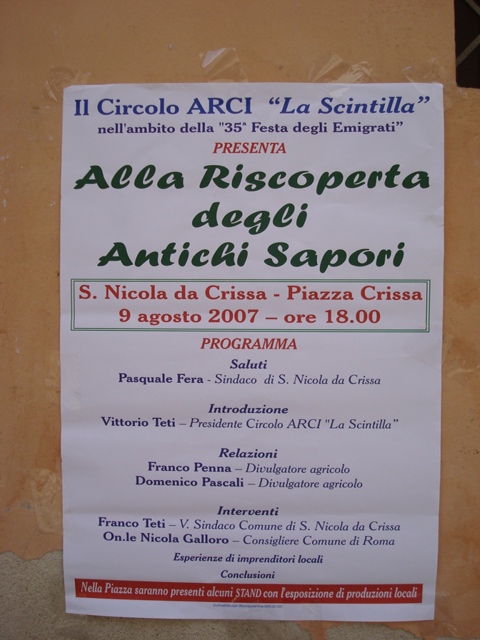 Il Circolo ARCI “La Scintilla”
nell'ambito della "35ª Festa degli Emigrati”
PRESENTA
Alla Riscoperta
degli
Antichi Sapori
S. Nicola da Crissa - Piazza Crissa
9 agosto 2007 – ore 18.00
PROGRAMMA
Saluti
Pasquale Fera - Sindaco di S. Nicola da Crissa
Introduzione
Vittorio Teti – Presidente Circolo ARCI "La Scintilla”
Relazioni
Franco Penna – Divulgatore agricolo
Domenico Pascali – Divulgatore agricolo
Interventi
Franco Teti – V. Sindaco Comune di S. Nicola da Crissa
On.le Nicola Galloro – Consigliere Comune di Roma
Esperienze di imprenditori locali
Conclusioni
Nella Piazza saranno presenti alcuni STAND con l'esposizione di produzioni locali